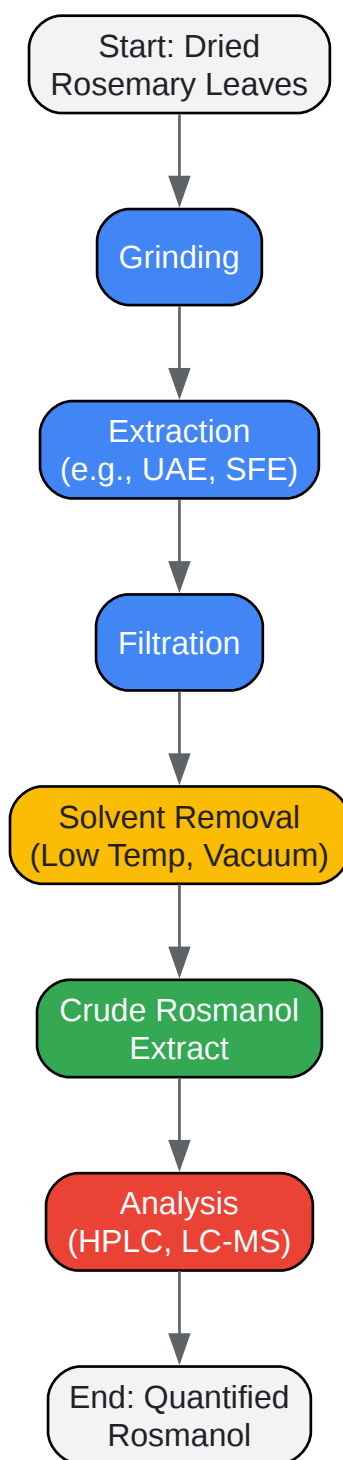 Start: Dried
Rosemary Leaves
Grinding
Extraction
(e.g., UAE, SFE)
Filtration
Solvent Removal
(Low Temp, Vacuum)
Crude Rosmanol
Extract
Analysis
(HPLC, LC-MS)
End: Quantified
Rosmanol